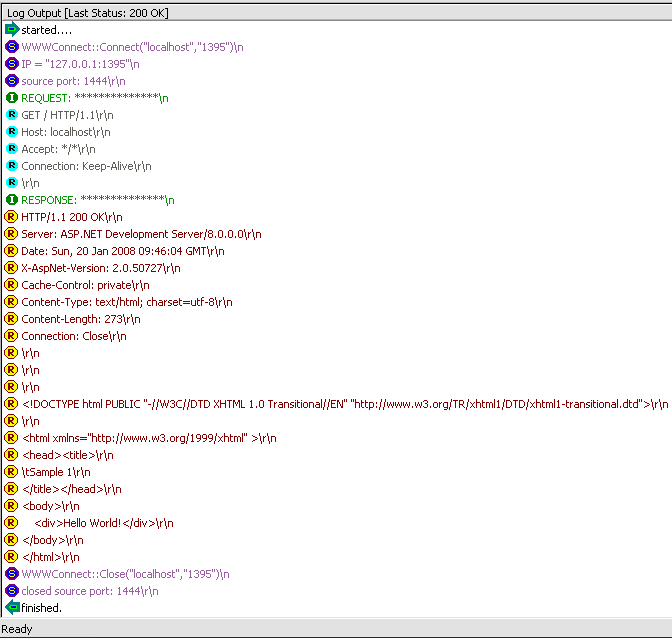 Log Output [Last Status: 200 OK]
started....
S WWWConnect::Connect("localhost","1395")\n
S IP = "127.0.0.1:1395"\n
S source port: 1444\r\n
I REQUEST: **************\n
R GET / HTTP/1.1\r\n
R Host: localhost\r\n
R Accept: */*\r\n
R Connection: Keep-Alive\r\n
R \r\n
I RESPONSE: **************\n
R HTTP/1.1 200 OK\r\n
R Server: ASP.NET Development Server/8.0.0.0\r\n
R Date: Sun, 20 Jan 2008 09:46:04 GMT\r\n
R X-AspNet-Version: 2.0.50727\r\n
R Cache-Control: private\r\n
R Content-Type: text/html; charset=utf-8\r\n
R Content-Length: 273\r\n
R Connection: Close\r\n
R \r\n
R \r\n
R \r\n
R <!DOCTYPE html PUBLIC "-//W3C//DTD XHTML 1.0 Transitional//EN" "http://www.w3.org/TR/xhtml1/DTD/xhtml1-transitional.dtd">\r\n
R \r\n
R <html xmlns="http://www.w3.org/1999/xhtml" >\r\n
R <head><title>\r\n
R \tSample 1\r\n
R </title></head>\r\n
R <body>\r\n
R     <div>Hello World!</div>\r\n
R </body>\r\n
R </html>\r\n
S WWWConnect::Close("localhost","1395")\n
S closed source port: 1444\r\n
finished.
Ready